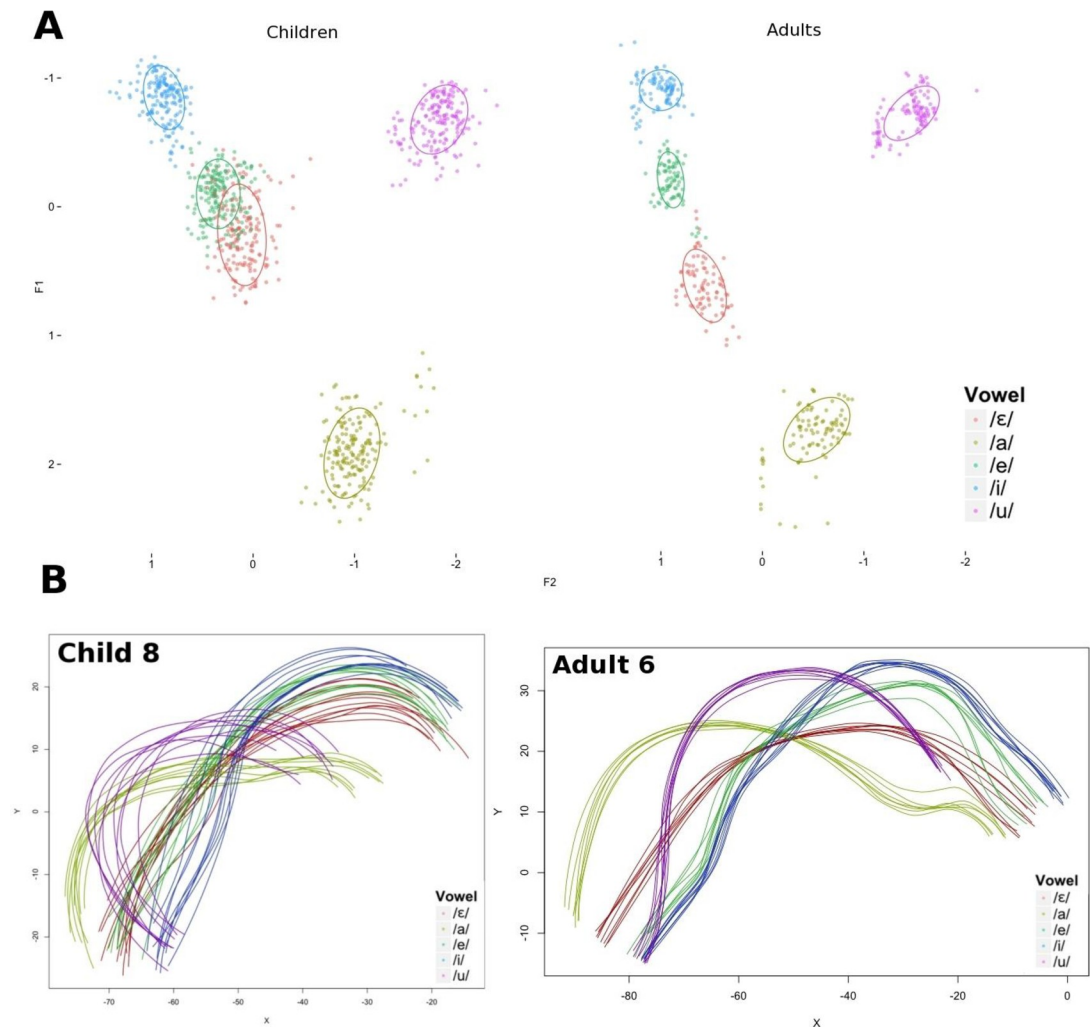 A
Children
Adults
-1
0
F1
1
2
1
0
-1
-2
1
0
-1
-2
F2
Vowel
/ɛ/
/a/
/e/
/i/
/u/
B
Child 8
20
10
0
Y
-10
-20
-70
-60
-50
-40
-30
-20
X
Vowel
/ɛ/
/a/
/e/
/i/
/u/
Adult 6
30
20
Y
10
0
-10
-80
-60
-40
-20
0
X
Vowel
/ɛ/
/a/
/e/
/i/
/u/